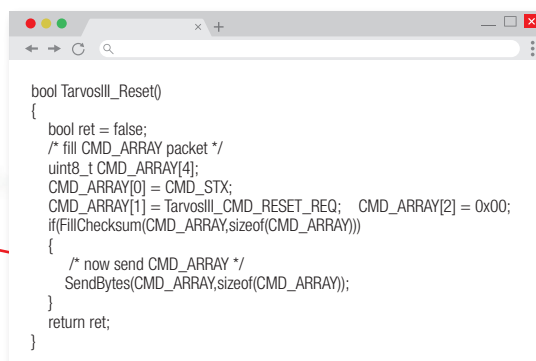 bool TarvosIII_Reset()
{
bool ret = false;
/* fill CMD_ARRAY packet */
uint8_t CMD_ARRAY[4];
CMD_ARRAY[0] = CMD_STX;
CMD_ARRAY[1] = TarvosIII_CMD_RESET_REQ; CMD_ARRAY[2] = 0x00;
if(FillChecksum(CMD_ARRAY,sizeof(CMD_ARRAY)))
{
/* now send CMD_ARRAY */
SendBytes(CMD_ARRAY,sizeof(CMD_ARRAY));
}
return ret;
}